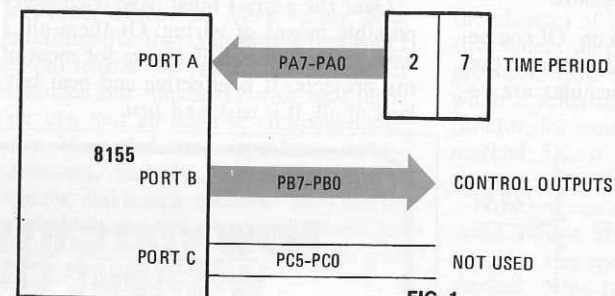 PORT A
PA7-PA0
2 7
TIME PERIOD
8155
PORT B
PB7-PB0
CONTROL OUTPUTS
PORT C
PC5-PC0
NOT USED
FIG. 1